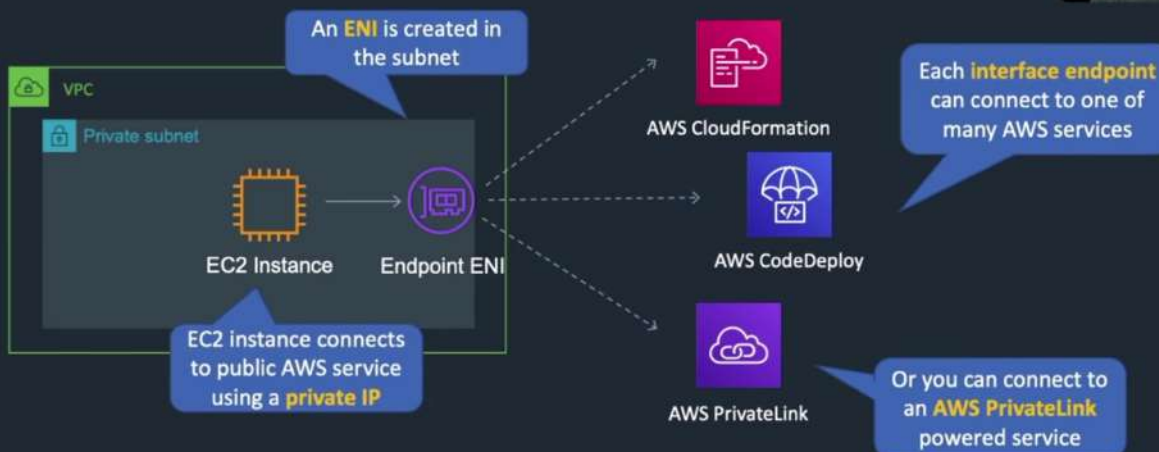 An ENI is created in
the subnet
VPC
Private subnet
EC2 Instance
Endpoint ENI
EC2 instance connects
to public AWS service
using a private IP
AWS CloudFormation
Each interface endpoint
can connect to one of
many AWS services
</>
AWS CodeDeploy
AWS PrivateLink
Or you can connect to
an AWS PrivateLink
powered service